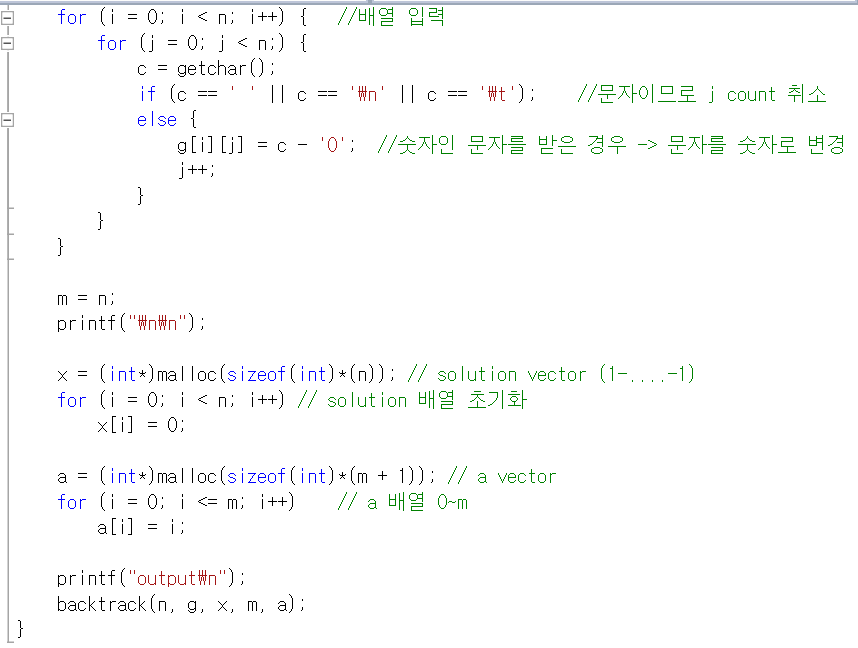 for (i = 0; i < n; i++) {   //배열 입력
for (j = 0; j < n;) {
c = getchar();
if (c == ' ' || c == '₩n' || c == '₩t');    //문자이므로 j count 취소
else {
g[i][j] = c - '0';  //숫자인 문자를 받은 경우 -> 문자를 숫자로 변경
j++;
}
}
}
m = n;
printf("₩n₩n");
x = (int*)malloc(sizeof(int)*(n)); // solution vector (1-....-1)
for (i = 0; i < n; i++) // solution 배열 초기화
x[i] = 0;
a = (int*)malloc(sizeof(int)*(m + 1)); // a vector
for (i = 0; i <= m; i++)    // a 배열 0~m
a[i] = i;
printf("output₩n");
backtrack(n, g, x, m, a);
}